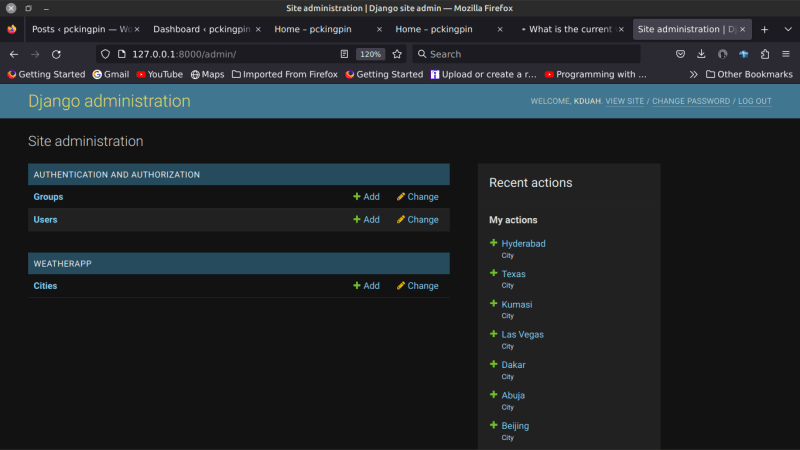 Site administration | Django site admin — Mozilla Firefox
Posts ‹ pckingpin — Wo
Dashboard ‹ pckingpin
Home – pckingpin
Home – pckingpin
What is the current
Site administration | Dj
127.0.0.1:8000/admin/
120%
Search
Getting Started
Gmail
YouTube
Maps
Imported From Firefox
Getting Started
Upload or create a r...
Programming with ...
Other Bookmarks
Django administration
WELCOME, KDUAH. VIEW SITE / CHANGE PASSWORD / LOG OUT
Site administration
AUTHENTICATION AND AUTHORIZATION
Groups Add Change
Users Add Change
WEATHERAPP
Cities Add Change
Recent actions
My actions
Hyderabad
City
Texas
City
Kumasi
City
Las Vegas
City
Dakar
City
Abuja
City
Beijing
City